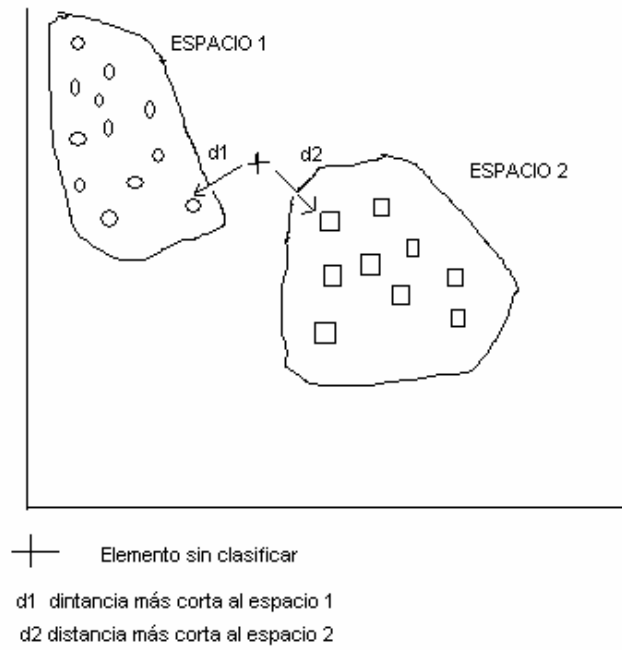 ESPACIO 1
d1
d2
ESPACIO 2
Elemento sin clasificar
d1 dintancia más corta al espacio 1
d2 distancia más corta al espacio 2